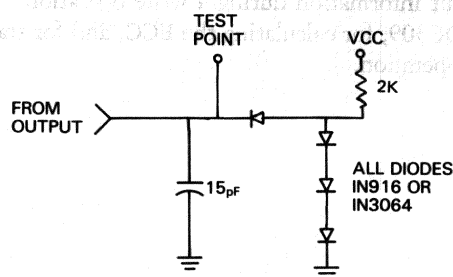 TEST
POINT
VCC
2K
FROM
OUTPUT
15pF
ALL DIODES
IN916 OR
IN3064